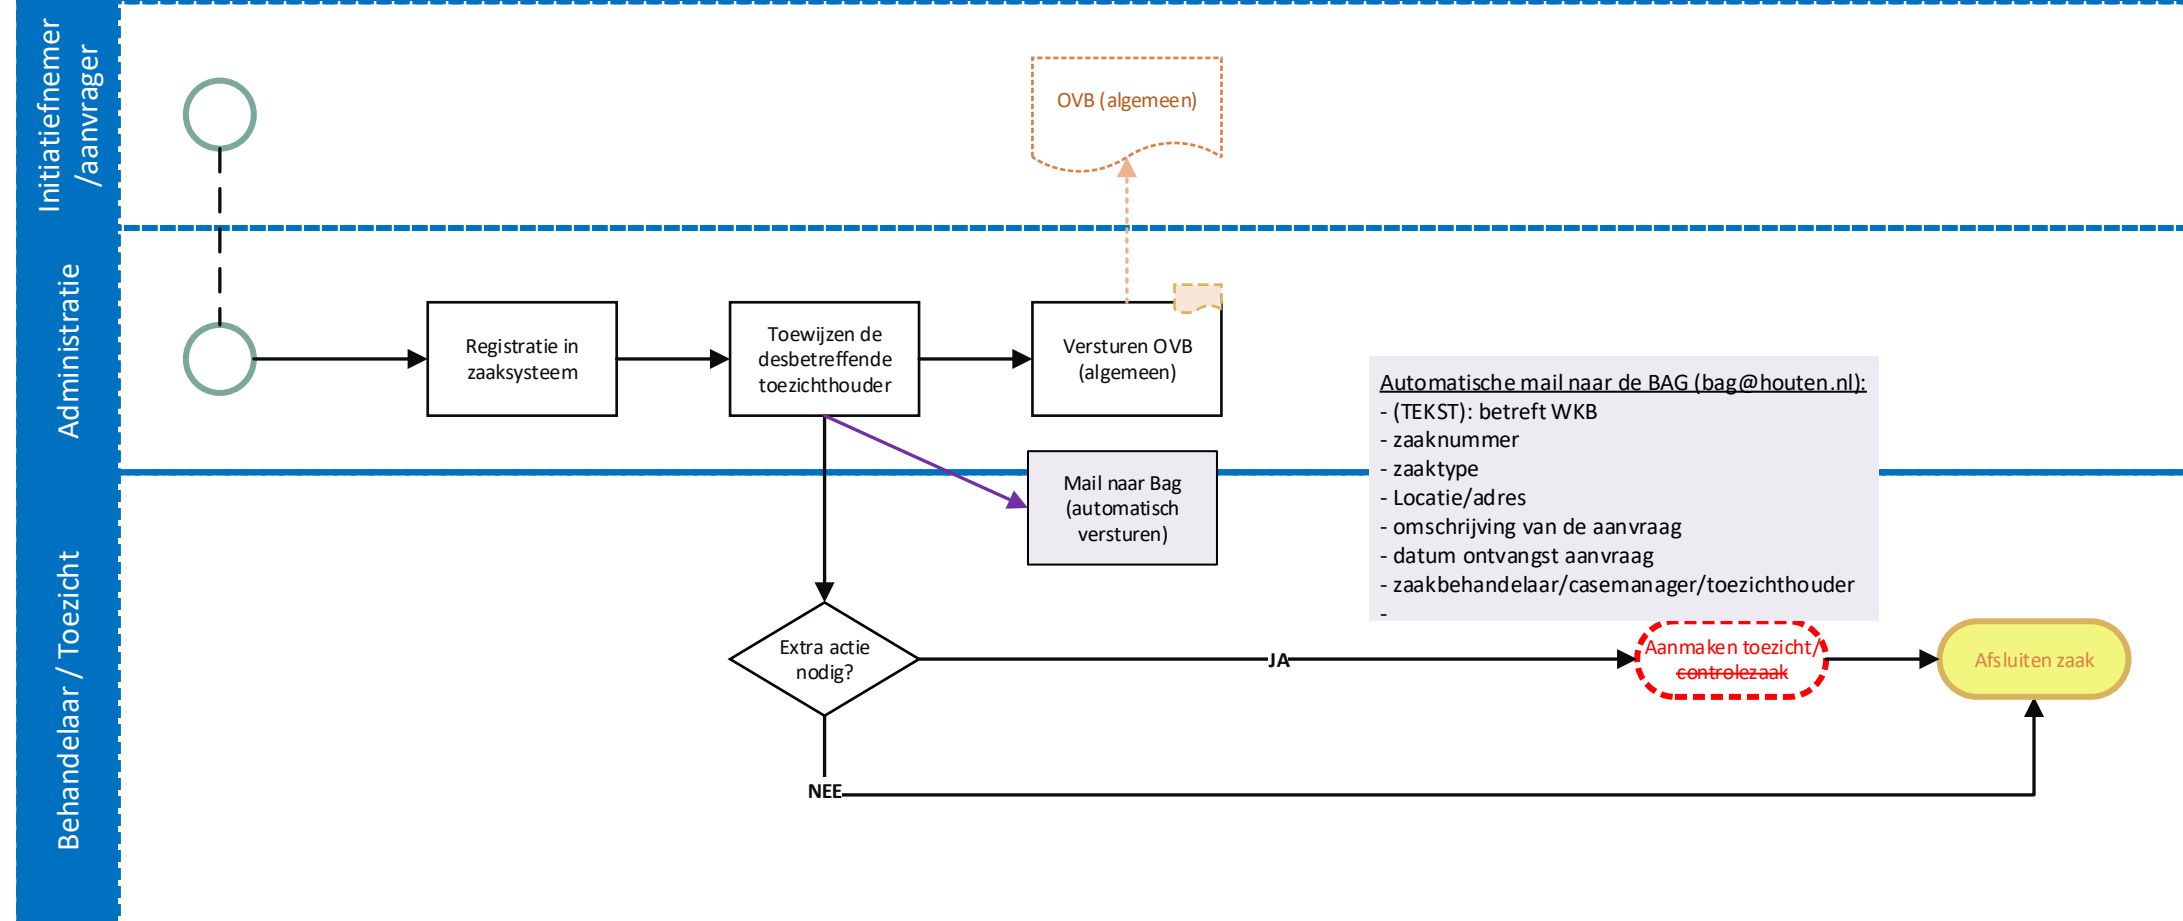 Initiatiefnemer
/aanvrager
OVB (algemeen)
Administratie
Registratie in
zaaksysteem
Toewijzen de
desbetreffende
toezichthouder
Versturen OVB
(algemeen)
Automatische mail naar de BAG (bag@houten.nl):
- (TEKST): betreft WKB
- zaaknummer
- zaaktype
- Locatie/adres
- omschrijving van de aanvraag
- datum ontvangst aanvraag
- zaakbehandelaar/casemanager/toezichthouder
-
Behandelaar / Toezicht
Mail naar Bag
(automatisch
versturen)
Extra actie
nodig?
JA
Aanmaken toezicht/
controlezaak
Afsluiten zaak
NEE